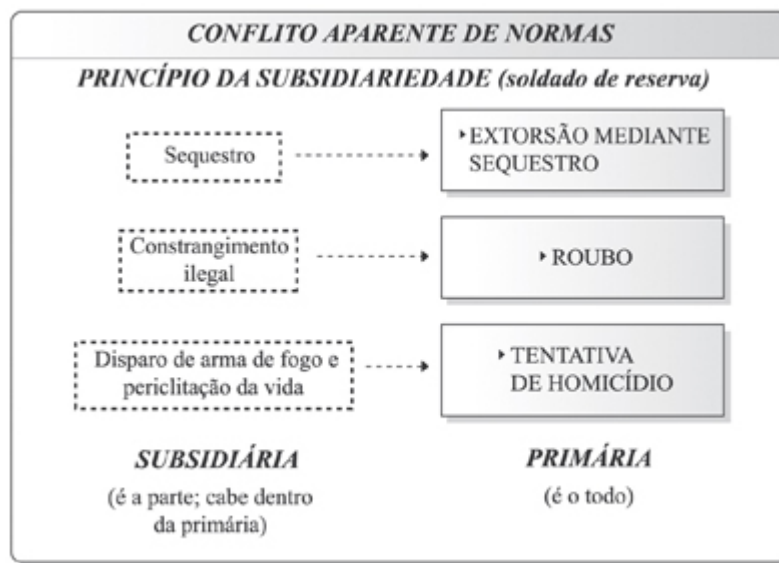 CONFLITO APARENTE DE NORMAS
PRINCÍPIO DA SUBSIDIARIEDADE (soldado de reserva)
Sequestro
EXTORSÃO MEDIANTE
SEQUESTRO
Constrangimento
ilegal
ROUBO
Disparo de arma de fogo e
periclitação da vida
TENTATIVA
DE HOMICÍDIO
SUBSIDIÁRIA
(é a parte; cabe dentro
da primária)
PRIMÁRIA
(é o todo)